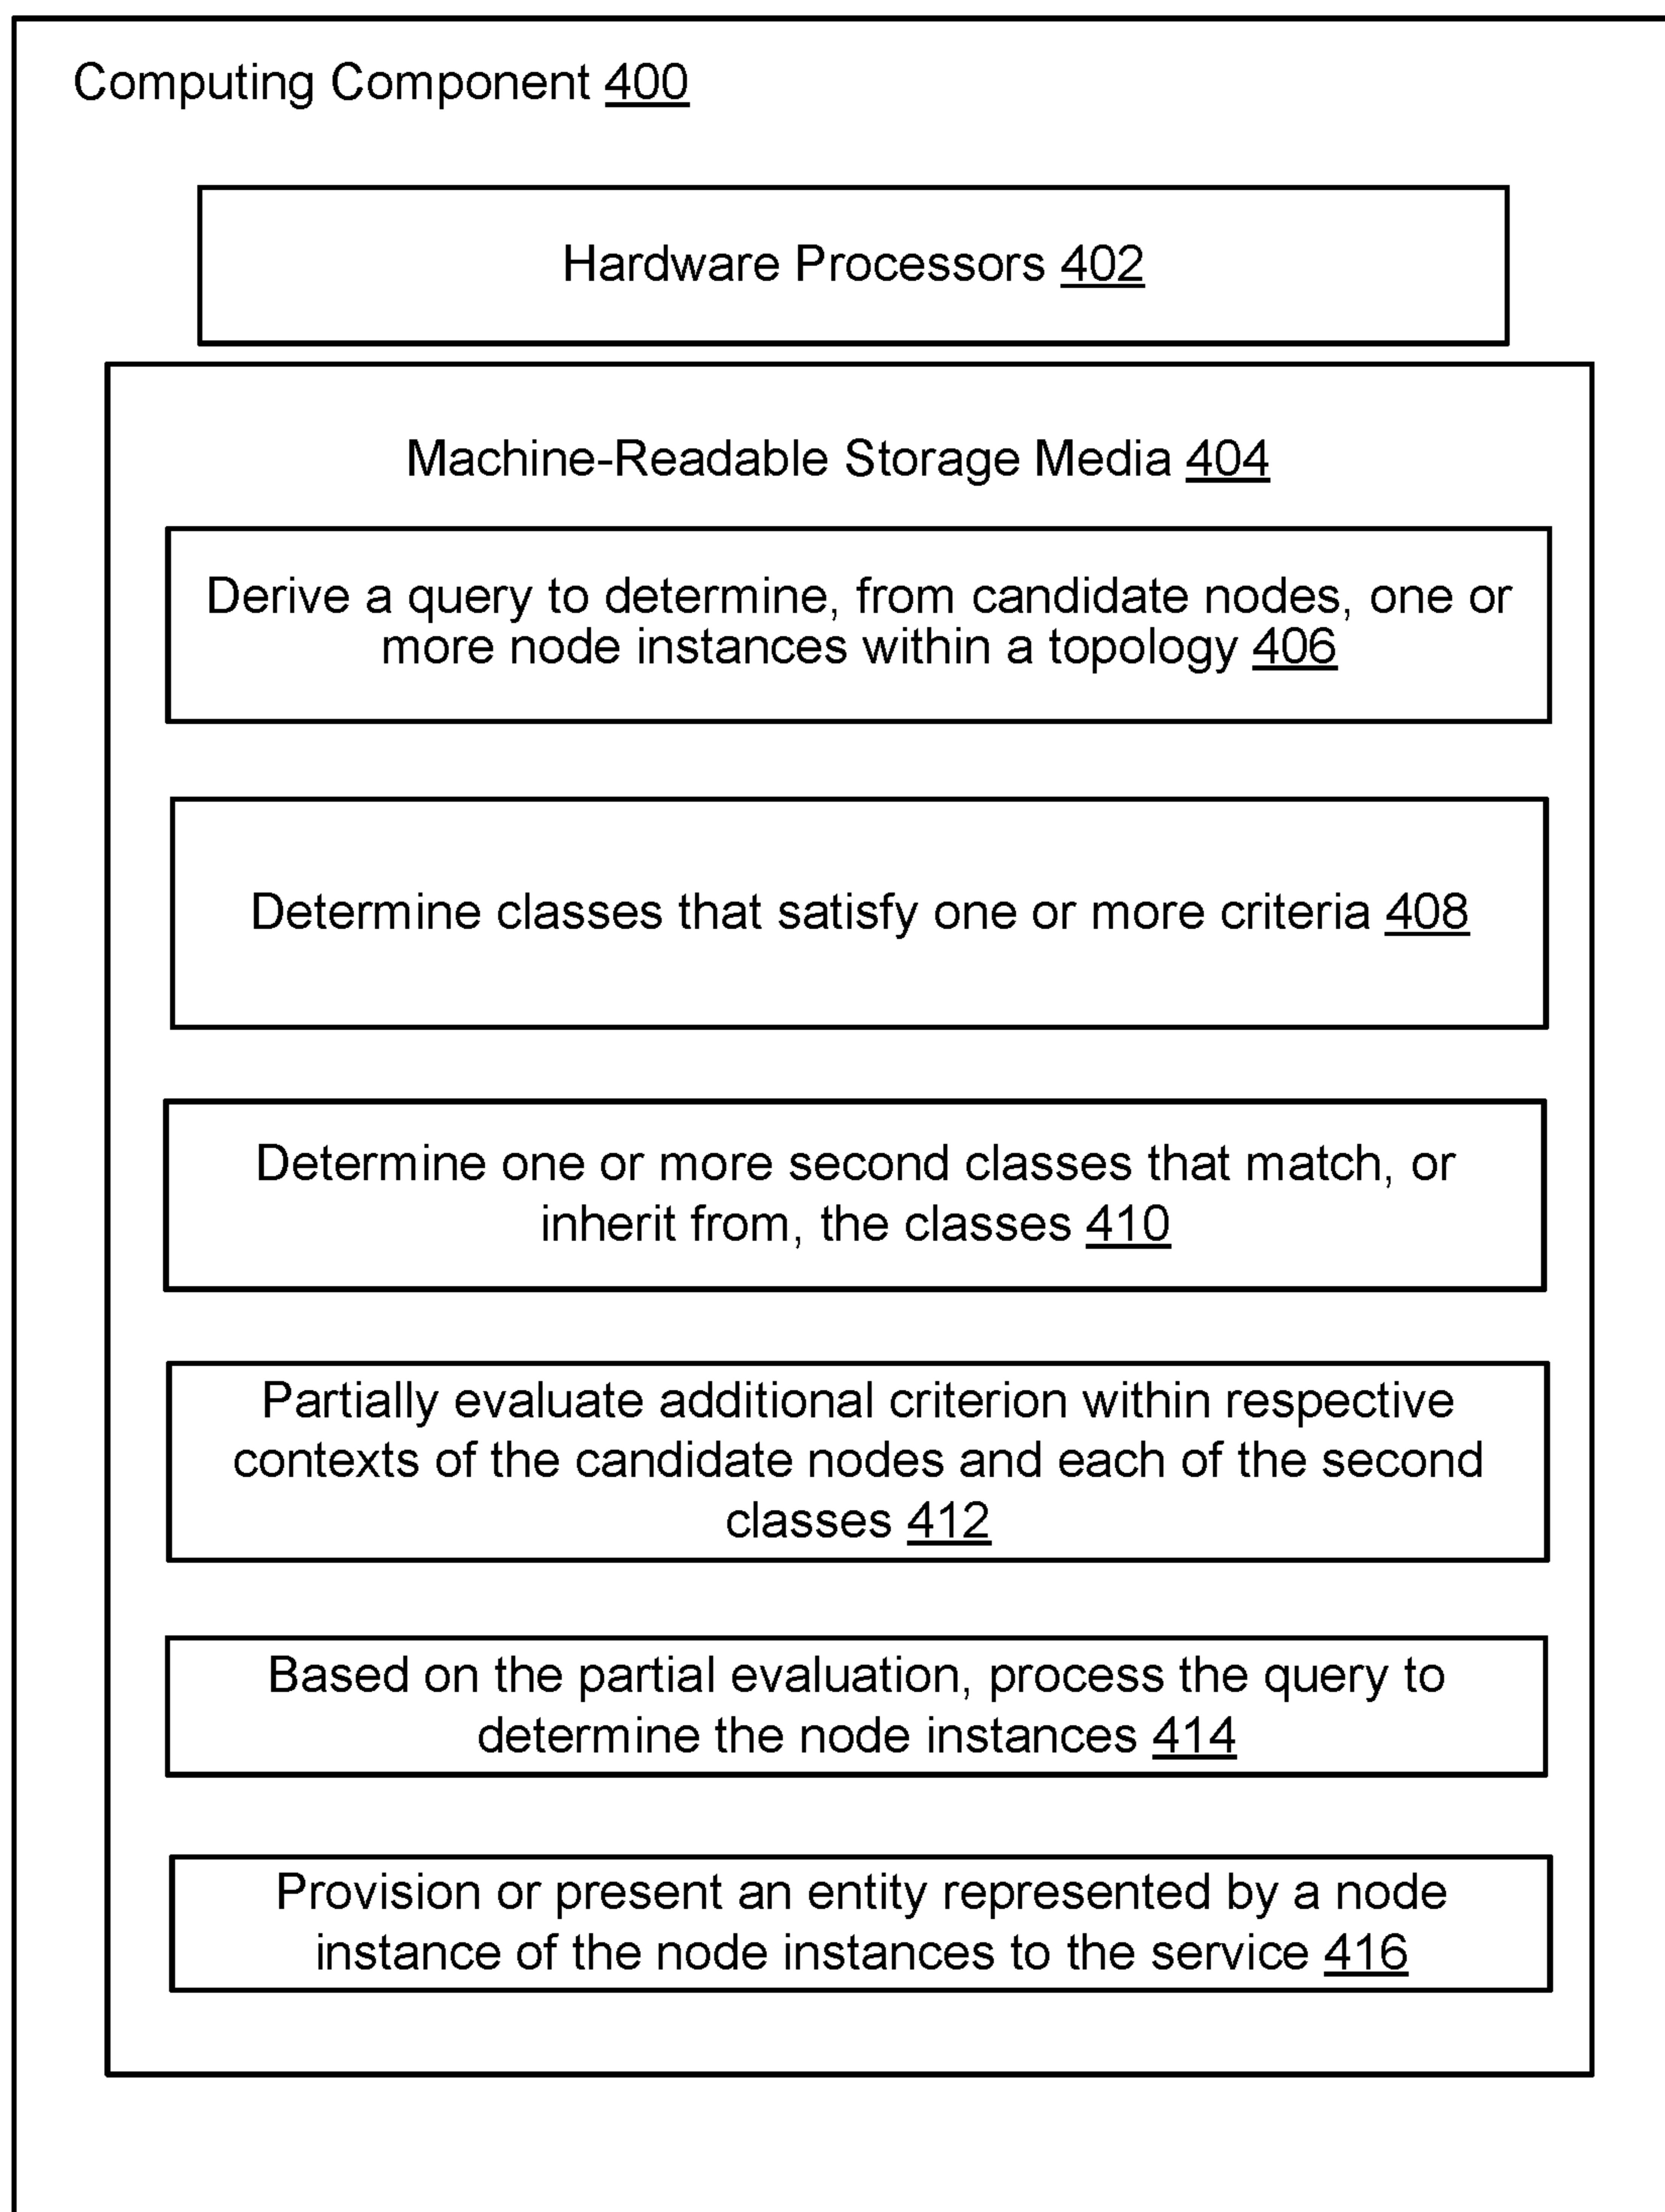 Computing Component 400
Hardware Processors 402
Machine-Readable Storage Media 404
Derive a query to determine, from candidate nodes, one or
more node instances within a topology 406
Determine classes that satisfy one or more criteria 408
Determine one or more second classes that match, or
inherit from, the classes 410
Partially evaluate additional criterion within respective
contexts of the candidate nodes and each of the second
classes 412
Based on the partial evaluation, process the query to
determine the node instances 414
Provision or present an entity represented by a node
instance of the node instances to the service 416